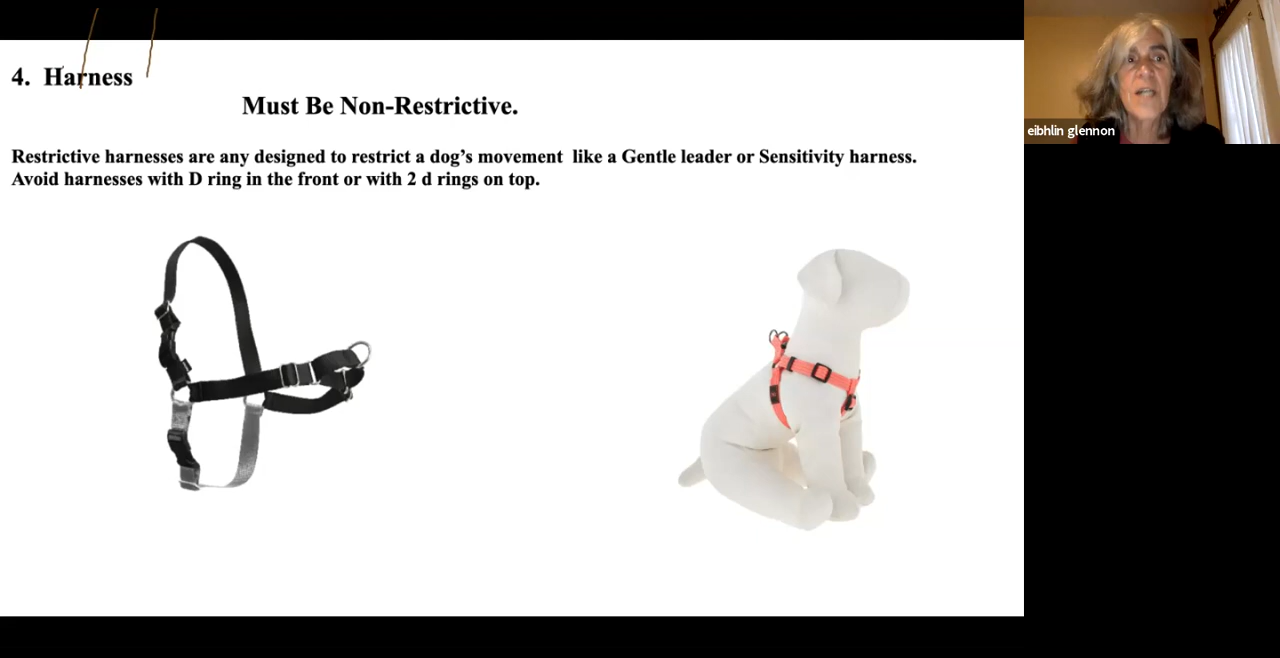 4. Harness
Must Be Non-Restrictive.
Restrictive harnesses are any designed to restrict a dog’s movement  like a Gentle leader or Sensitivity harness.
Avoid harnesses with D ring in the front or with 2 d rings on top.
eibhlin glennon